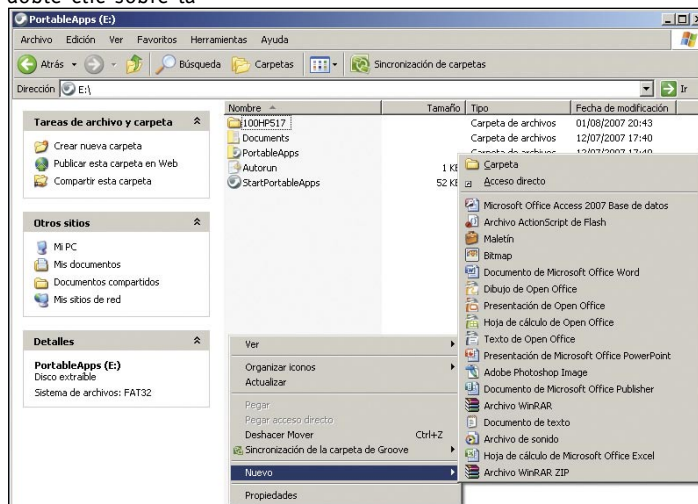 doble clic sobre la
PortableApps (E:)
Archivo Edición Ver Favoritos Herramientas Ayuda
Atrás Búsqueda Carpetas Sincronización de carpetas
Dirección E:\ Ir
Nombre Tamaño Tipo Fecha de modificación
Tareas de archivo y carpeta
Crear nueva carpeta
Publicar esta carpeta en Web
Compartir esta carpeta
Otros sitios
Mi PC
Mis documentos
Documentos compartidos
Mis sitios de red
Detalles
PortableApps (E:)
Disco extraíble
Sistema de archivos: FAT32
100HP517 Carpeta de archivos 01/08/2007 20:43
Documents Carpeta de archivos 12/07/2007 17:40
PortableApps Carpeta de archivos 12/07/2007 17:40
Autorun 1 KB
StartPortableApps 52 KB
Ver
Organizar iconos
Actualizar
Pegar
Pegar acceso directo
Deshacer Mover Ctrl+Z
Sincronización de la carpeta de Groove
Nuevo
Propiedades
Carpeta
Acceso directo
Microsoft Office Access 2007 Base de datos
Archivo ActionScript de Flash
Maletín
Bitmap
Documento de Microsoft Office Word
Dibujo de Open Office
Presentación de Open Office
Hoja de cálculo de Open Office
Texto de Open Office
Presentación de Microsoft Office PowerPoint
Adobe Photoshop Image
Documento de Microsoft Office Publisher
Archivo WinRAR
Documento de texto
Archivo de sonido
Hoja de cálculo de Microsoft Office Excel
Archivo WinRAR ZIP